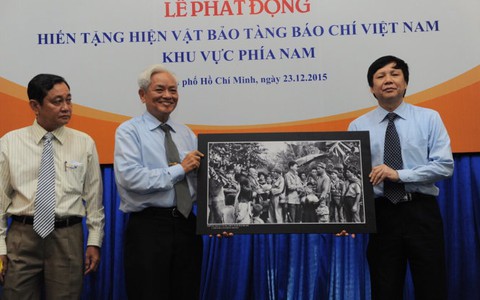 LỄ PHÁT ĐỘNG
HIẾN TẶNG HIỆN VẬT BẢO TÀNG BÁO CHÍ VIỆT NAM
KHU VỰC PHÍA NAM
phố Hồ Chí Minh, ngày 23.12.2015